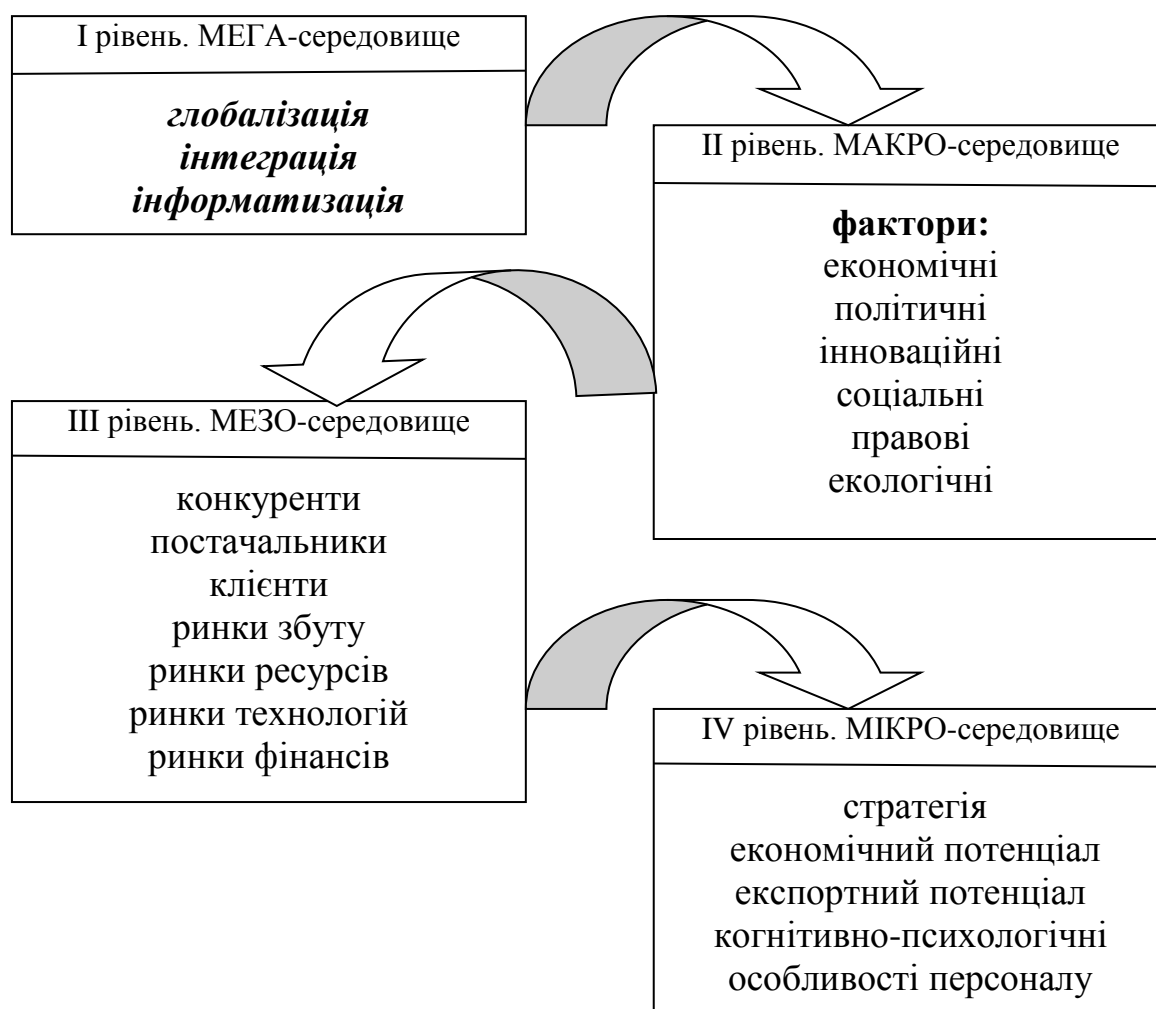 І рівень. МЕГА-середовище
глобалізація
інтеграція
інформатизація
ІІ рівень. МАКРО-середовище
фактори:
економічні
політичні
інноваційні
соціальні
правові
екологічні
ІІІ рівень. МЕЗО-середовище
конкуренти
постачальники
клієнти
ринки збуту
ринки ресурсів
ринки технологій
ринки фінансів
IV рівень. МІКРО-середовище
стратегія
економічний потенціал
експортний потенціал
когнітивно-психологічні
особливості персоналу